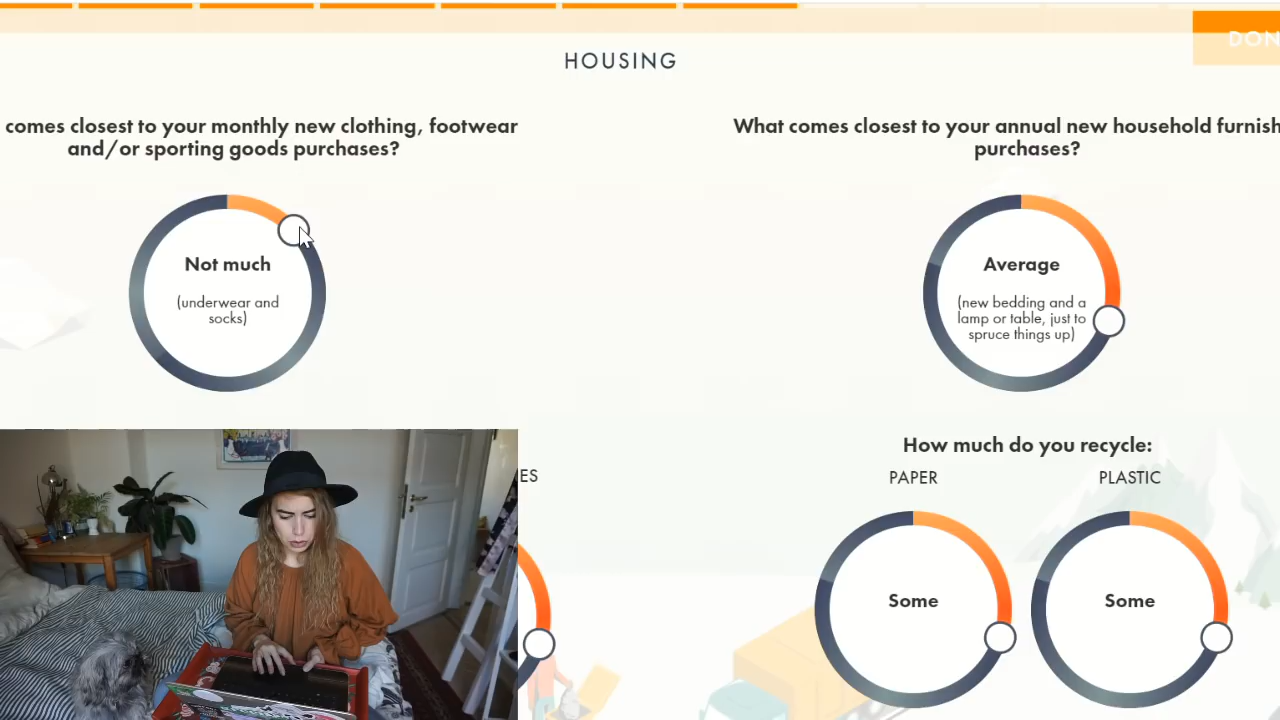 DON
HOUSING
comes closest to your monthly new clothing, footwear
and/or sporting goods purchases?
Not much
(underwear and
socks)
What comes closest to your annual new household furnish
purchases?
Average
(new bedding and a
lamp or table, just to
spruce things up)
ES
How much do you recycle:
PAPER
PLASTIC
Some
Some